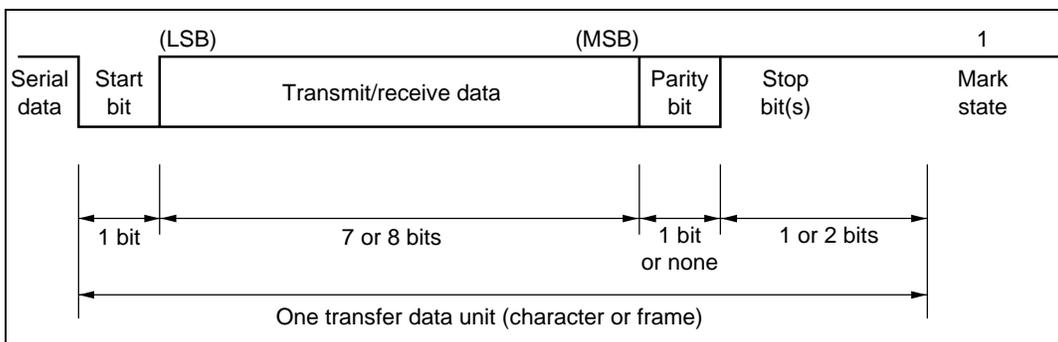 (LSB) (MSB) 1
Serial data
Start bit
Transmit/receive data
Parity bit
Stop bit(s)
Mark state
1 bit
7 or 8 bits
1 bit or none
1 or 2 bits
One transfer data unit (character or frame)